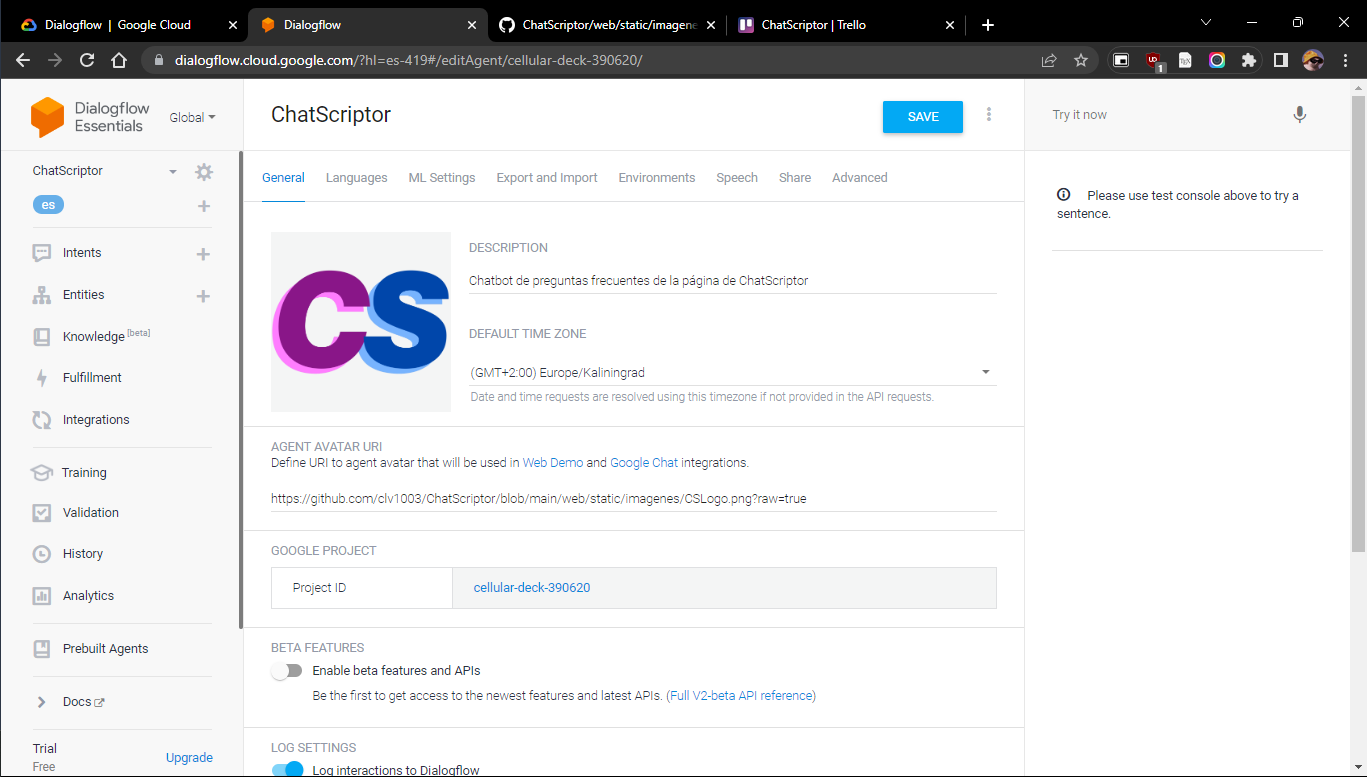 Dialogflow | Google Cloud
Dialogflow
ChatScriptor/web/static/imagene
ChatScriptor | Trello
dialogflow.cloud.google.com/?hl=es-419#/editAgent/cellular-deck-390620/
1
Dialogflow
Essentials
Global
ChatScriptor
es
Intents
Entities
Knowledge [beta]
Fulfillment
Integrations
Training
Validation
History
Analytics
Prebuilt Agents
Docs
Trial
Free
Upgrade
ChatScriptor
SAVE
General
Languages
ML Settings
Export and Import
Environments
Speech
Share
Advanced
CS
DESCRIPTION
Chatbot de preguntas frecuentes de la página de ChatScriptor
DEFAULT TIME ZONE
(GMT+2:00) Europe/Kaliningrad
Date and time requests are resolved using this timezone if not provided in the API requests.
AGENT AVATAR URI
Define URI to agent avatar that will be used in Web Demo and Google Chat integrations.
https://github.com/clv1003/ChatScriptor/blob/main/web/static/imagenes/CSLogo.png?raw=true
GOOGLE PROJECT
Project ID
cellular-deck-390620
BETA FEATURES
Enable beta features and APIs
Be the first to get access to the newest features and latest APIs. (Full V2-beta API reference)
LOG SETTINGS
Log interactions to Dialogflow
Try it now
Please use test console above to try a
sentence.